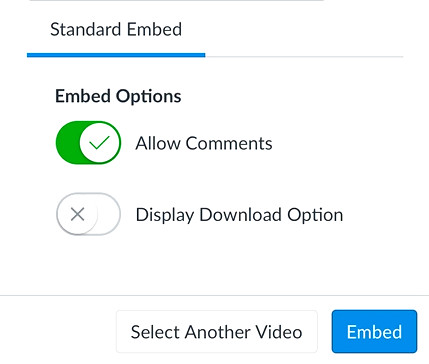 Standard Embed
Embed Options
Allow Comments
Display Download Option
Select Another Video
Embed